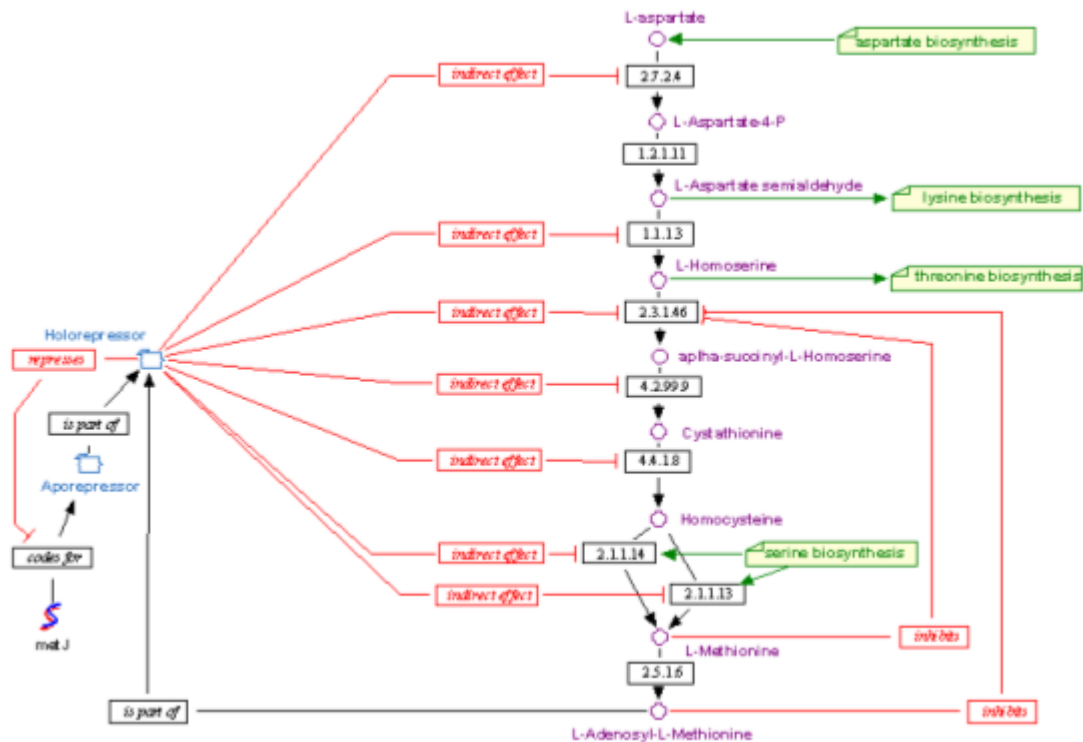 L-aspartate
aspartate biosynthesis
indirect effect
2.7.2.4
L-Aspartate-4-P
1.2.1.11
L-Aspartate semialdehyde
lysine biosynthesis
indirect effect
1.1.1.3
L-Homoserine
threonine biosynthesis
indirect effect
2.3.1.46
Holorepressor
represses
aplha-succinyl-L-Homoserine
indirect effect
4.2.99.9
is part of
Cystathionine
indirect effect
4.4.1.8
Aporepressor
Homocysteine
codes for
indirect effect
2.1.1.14
serine biosynthesis
indirect effect
2.1.1.13
metJ
inhibits
L-Methionine
2.5.1.6
is part of
inhibits
L-Adenosyl-L-Methionine